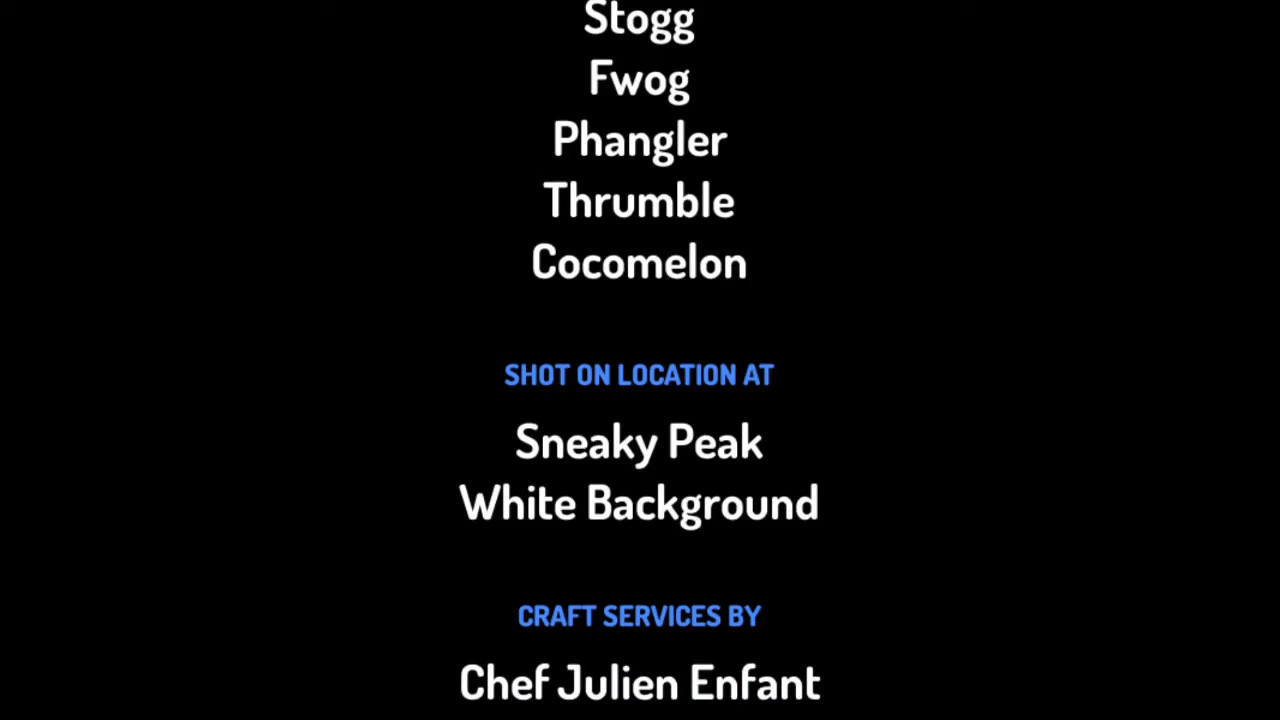 Stogg
Fwog
Phangler
Thrumble
Cocomelon
SHOT ON LOCATION AT
Sneaky Peak
White Background
CRAFT SERVICES BY
Chef Julien Enfant